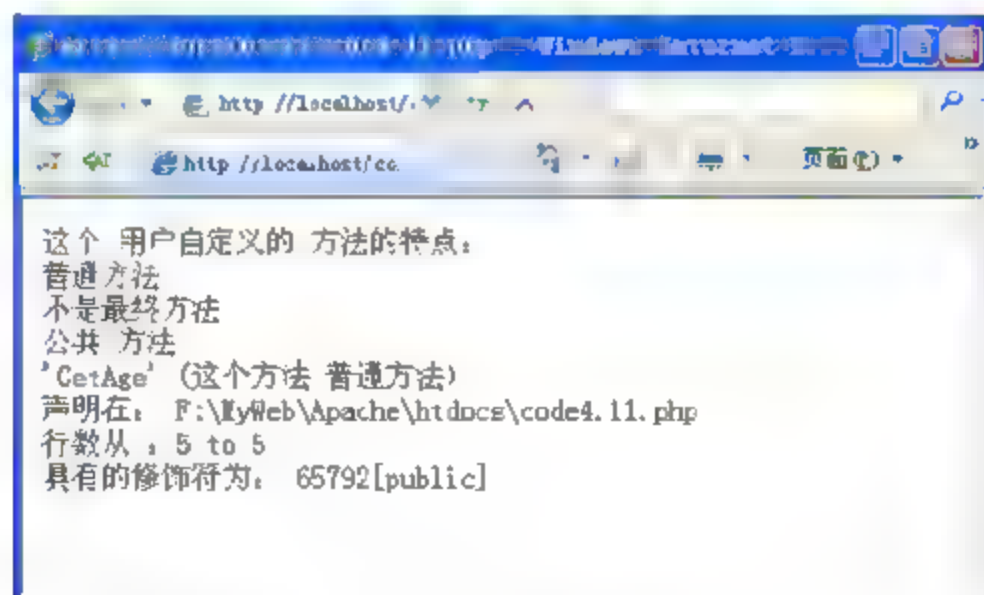 http //localhost/
http //localhost/co
页面(P)
这个 用户自定义的 方法的特点:
普通方法
不是最终方法
公共 方法
'CetAge' (这个方法 普通方法)
声明在: F:\MyWeb\Apache\htdocs\code4.11.php
行数从 :5 to 5
具有的修饰符为: 65792[public]